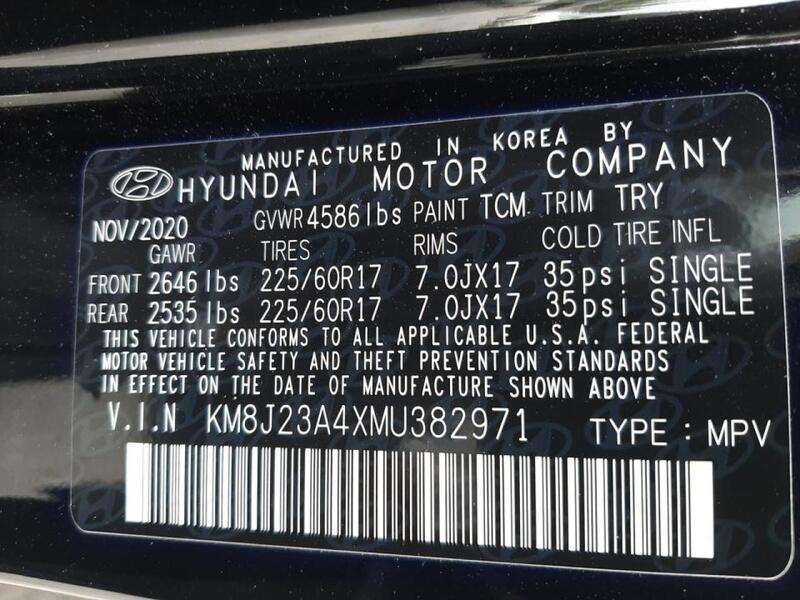 MANUFACTURED IN KOREA BY
HYUNDAI MOTOR COMPANY
NOV/2020 GVWR 4586 lbs PAINT TCM TRIM TRY
GAWR TIRES RIMS COLD TIRE INFL
FRONT 2646 lbs 225/60R17 7.0JX17 35psi SINGLE
REAR 2535 lbs 225/60R17 7.0JX17 35psi SINGLE
THIS VEHICLE CONFORMS TO ALL APPLICABLE U.S.A. FEDERAL
MOTOR VEHICLE SAFETY AND THEFT PREVENTION STANDARDS
IN EFFECT ON THE DATE OF MANUFACTURE SHOWN ABOVE
V.I.N KM8J23A4XMU382971 TYPE : MPV